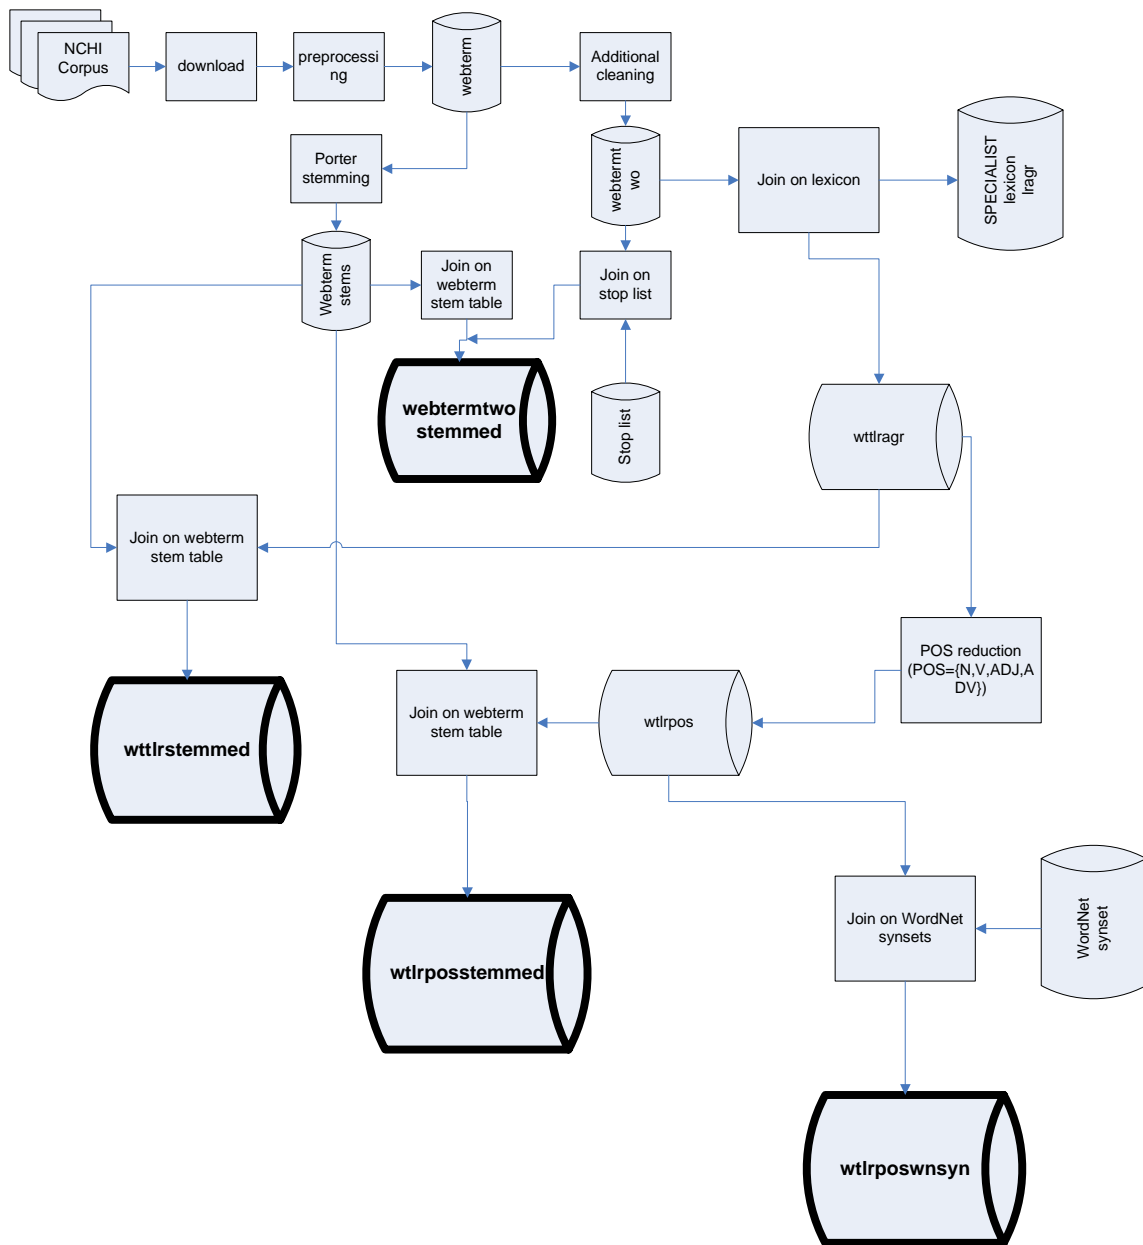 NCHI
Corpus
download
preprocessi
ng
webterm
Additional
cleaning
Porter
stemming
webtermt
wo
Join on lexicon
SPECIALIST
lexicon
lragr
Webterm
stems
Join on
webterm
stem table
Join on
stop list
webtermtwo
stemmed
Stop list
wttlragr
Join on webterm
stem table
POS reduction
(POS={N,V,ADJ,A
DV})
wttlrstemmed
Join on webterm
stem table
wtlrpos
wtlrposstemmed
Join on WordNet
synsets
WordNet
synset
wtlrposwnsyn